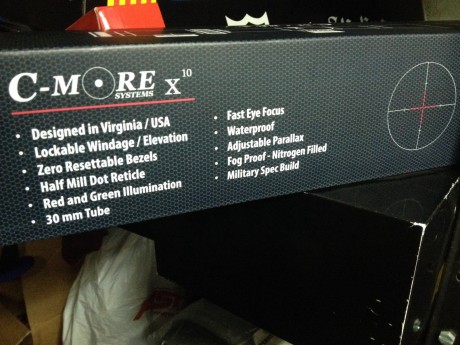 C-MORE x10
SYSTEMS
• Designed in Virginia / USA
• Lockable Windage / Elevation
• Zero Resettable Bezels
• Half Mill Dot Reticle
• Red and Green Illumination
• 30 mm Tube
• Fast Eye Focus
• Waterproof
• Adjustable Parallax
• Fog Proof - Nitrogen Filled
• Military Spec Build